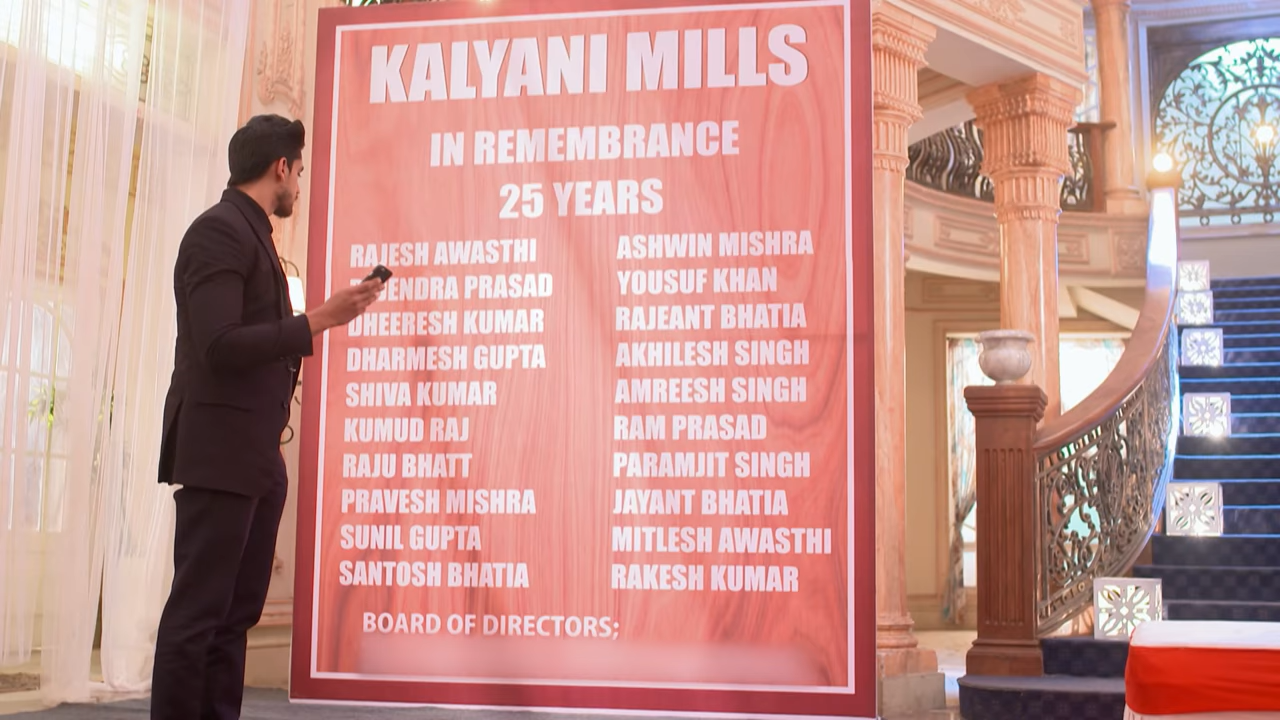 KALYANI MILLS
IN REMEMBRANCE
25 YEARS
RAJESH AWASTHI
PRASAD
DHEERESH KUMAR
DHARMESH GUPTA
SHIVA KUMAR
KUMUD RAJ
RAJU BHATT
PRAVESH MISHRA
SUNIL GUPTA
SANTOSH BHATIA
ASHWIN MISHRA
YOUSUF KHAN
RAJEANT BHATIA
AKHILESH SINGH
AMREESH SINGH
RAM PRASAD
PARAMJIT SINGH
JAYANT BHATIA
MITLESH AWASTHI
RAKESH KUMAR
BOARD OF DIRECTORS;